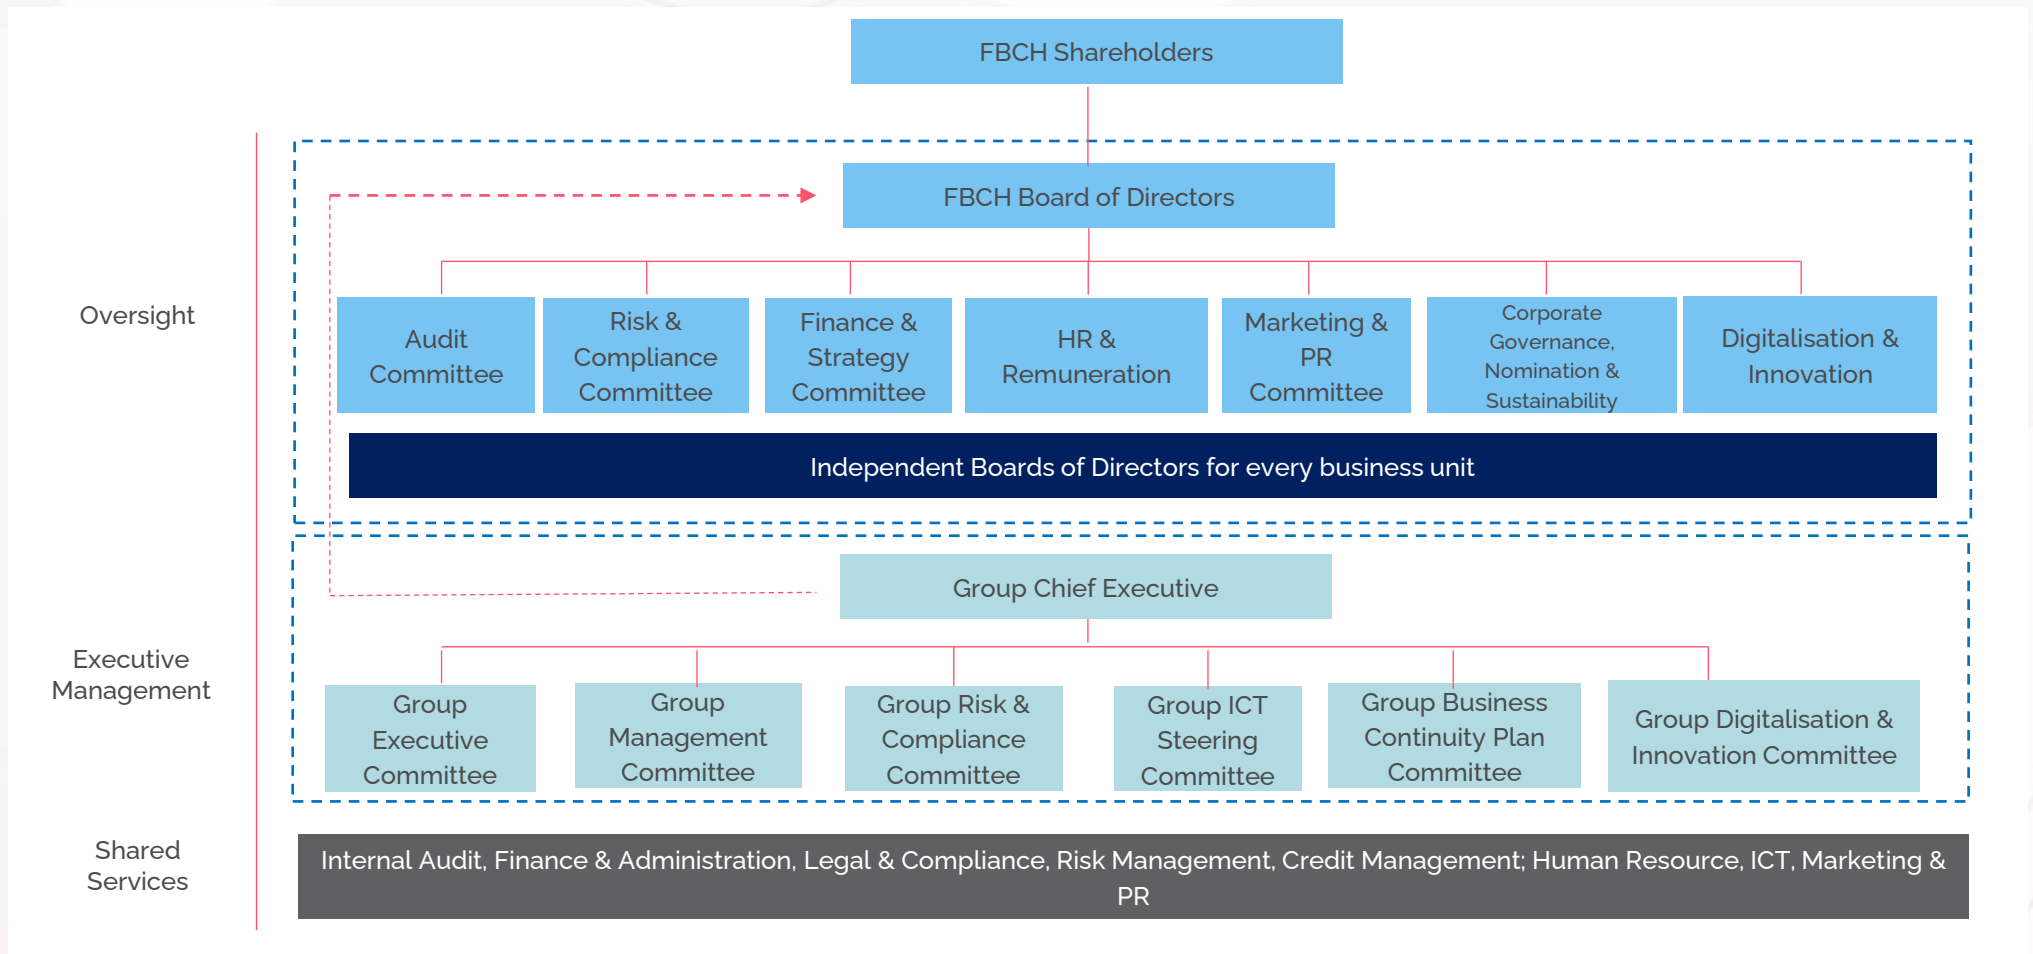 FBCH Shareholders
FBCH Board of Directors
Oversight
Audit
Committee
Risk &
Compliance
Committee
Finance &
Strategy
Committee
HR &
Remuneration
Marketing &
PR
Committee
Corporate
Governance,
Nomination &
Sustainability
Digitalisation &
Innovation
Independent Boards of Directors for every business unit
Group Chief Executive
Executive
Management
Group
Executive
Committee
Group
Management
Committee
Group Risk &
Compliance
Committee
Group ICT
Steering
Committee
Group Business
Continuity Plan
Committee
Group Digitalisation &
Innovation Committee
Shared
Services
Internal Audit, Finance & Administration, Legal & Compliance, Risk Management, Credit Management; Human Resource, ICT, Marketing &
PR